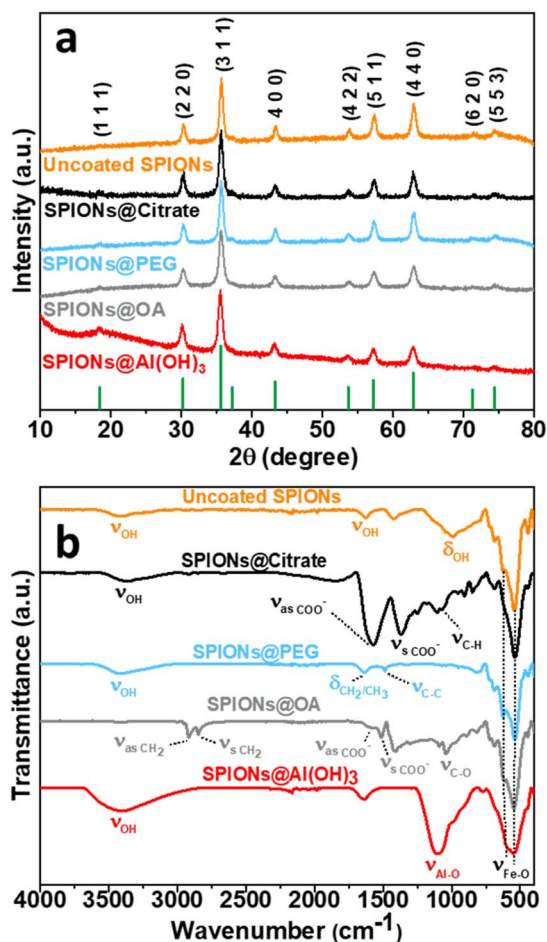 a
(1 1 1)
(2 2 0)
(3 1 1)
4 0 0)
(4 2 2)
(5 1 1)
(4 4 0)
(6 2 0)
(5 5 3)
Uncoated SPIONs
SPIONs@Citrate
SPIONs@PEG
SPIONs@OA
SPIONs@Al(OH)3
Intensity (a.u.)
10 20 30 40 50 60 70 80
2θ (degree)
b
Uncoated SPIONs
νOH
νOH
δOH
SPIONs@Citrate
νOH
νas COO-
νs COO-
νC-H
SPIONs@PEG
νOH
δCH2/CH3
νC-C
SPIONs@OA
νas CH2
νs CH2
νas COO-
νs COO-
νC-O
SPIONs@Al(OH)3
νOH
νAl-O
νFe-O
Transmittance (a.u.)
4000 3500 3000 2500 2000 1500 1000 500
Wavenumber (cm-1)